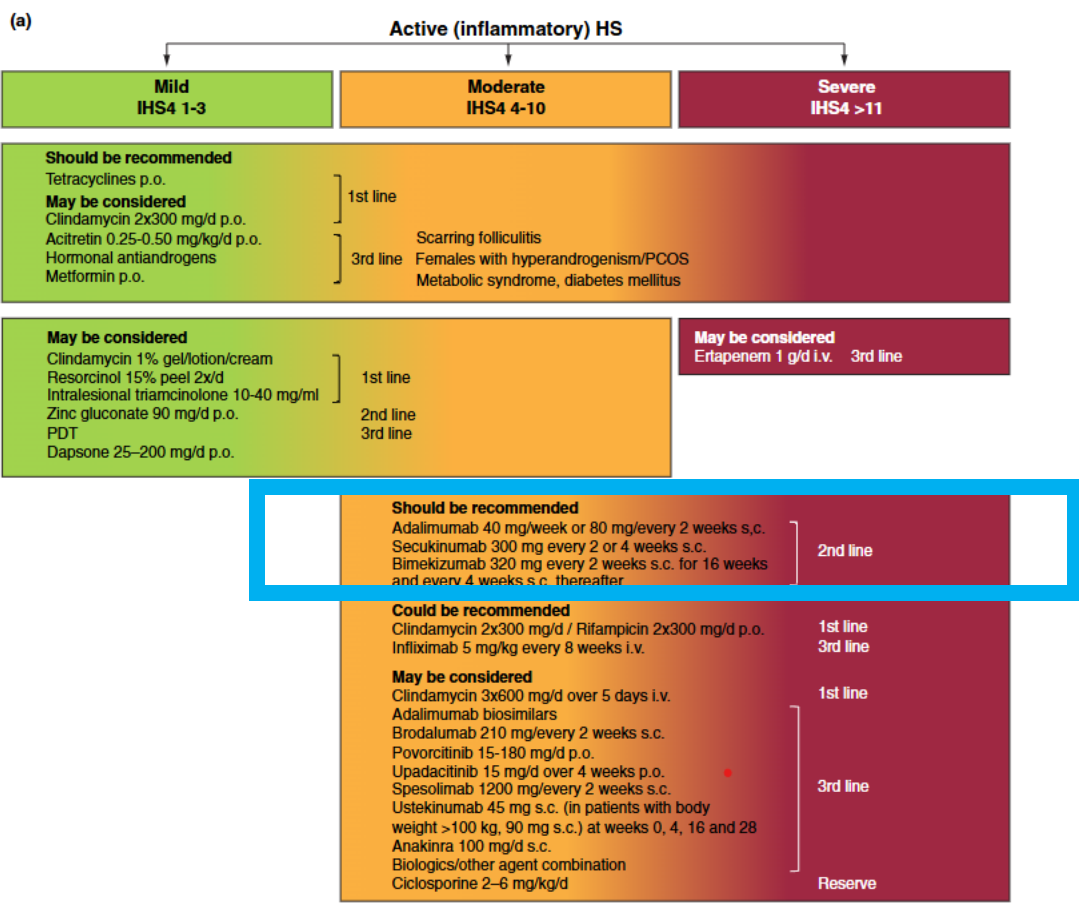 (a)
Active (inflammatory) HS
Mild
IHS4 1-3
Moderate
IHS4 4-10
Severe
IHS4 >11
Should be recommended
Tetracyclines p.o.
May be considered
1st line
Clindamycin 2x300 mg/d p.o.
Acitretin 0.25-0.50 mg/kg/d p.o.
Scarring folliculitis
Hormonal antiandrogens
3rd line
Females with hyperandrogenism/PCOS
Metformin p.o.
Metabolic syndrome, diabetes mellitus
May be considered
Clindamycin 1% gel/lotion/cream
Resorcinol 15% peel 2x/d
1st line
Intralesional triamcinolone 10-40 mg/ml
Zinc gluconate 90 mg/d p.o.
2nd line
PDT
3rd line
Dapsone 25–200 mg/d p.o.
May be considered
Ertapenem 1 g/d i.v.
3rd line
Should be recommended
Adalimumab 40 mg/week or 80 mg/every 2 weeks s,c.
Secukinumab 300 mg every 2 or 4 weeks s.c.
2nd line
Bimekizumab 320 mg every 2 weeks s.c. for 16 weeks
and every 4 weeks s.c. thereafter
Could be recommended
Clindamycin 2x300 mg/d / Rifampicin 2x300 mg/d p.o.
1st line
Infliximab 5 mg/kg every 8 weeks i.v.
3rd line
May be considered
Clindamycin 3x600 mg/d over 5 days i.v.
1st line
Adalimumab biosimilars
Brodalumab 210 mg/every 2 weeks s.c.
Povorcitinib 15-180 mg/d p.o.
Upadacitinib 15 mg/d over 4 weeks p.o.
Spesolimab 1200 mg/every 2 weeks s.c.
3rd line
Ustekinumab 45 mg s.c. (in patients with body
weight >100 kg, 90 mg s.c.) at weeks 0, 4, 16 and 28
Anakinra 100 mg/d s.c.
Biologics/other agent combination
Ciclosporine 2–6 mg/kg/d
Reserve